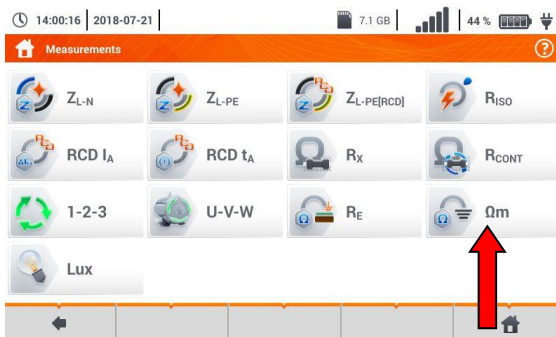 14:00:16 2018-07-21 7.1 GB 44 %
Measurements ?
ZL-N ZL-PE ZL-PE[RCD] RISO
RCD IA RCD tA RX RCONT
1-2-3 U-V-W RE Ωm
Lux